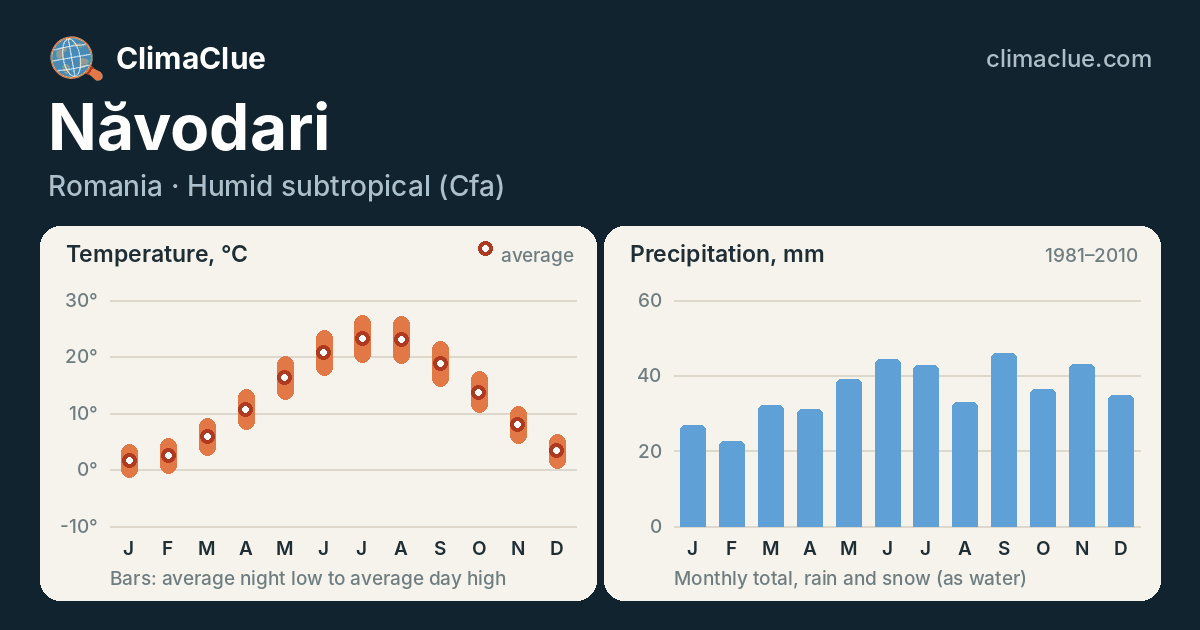 ClimaClue
climaclue.com
Năvodari
Romania · Humid subtropical (Cfa)
Temperature, °C
average
30°
20°
10°
0°
-10°
J F M A M J J A S O N D
Bars: average night low to average day high
Precipitation, mm
1981–2010
60
40
20
0
J F M A M J J A S O N D
Monthly total, rain and snow (as water)